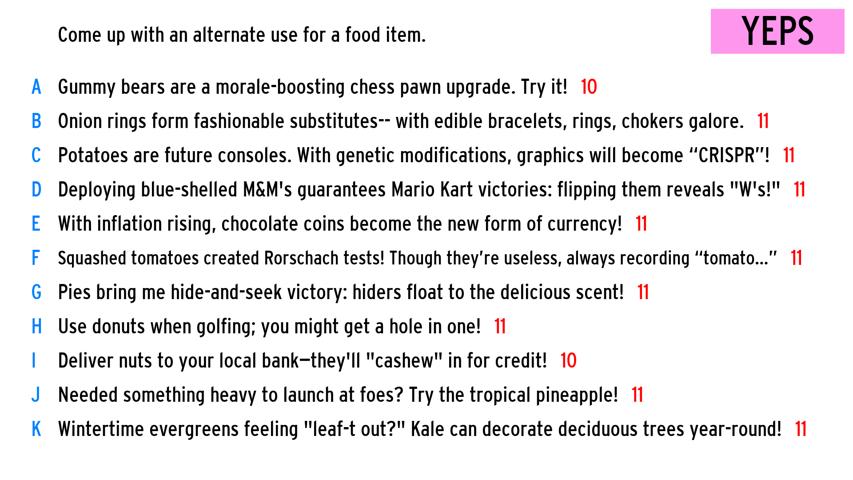 Come up with an alternate use for a food item.
YEPS
A Gummy bears are a morale-boosting chess pawn upgrade. Try it! 10
B Onion rings form fashionable substitutes-- with edible bracelets, rings, chokers galore. 11
C Potatoes are future consoles. With genetic modifications, graphics will become “CRISPR”! 11
D Deploying blue-shelled M&M's guarantees Mario Kart victories: flipping them reveals "W's!" 11
E With inflation rising, chocolate coins become the new form of currency! 11
F Squashed tomatoes created Rorschach tests! Though they’re useless, always recording “tomato...” 11
G Pies bring me hide-and-seek victory: hiders float to the delicious scent! 11
H Use donuts when golfing; you might get a hole in one! 11
I Deliver nuts to your local bank—they'll "cashew" in for credit! 10
J Needed something heavy to launch at foes? Try the tropical pineapple! 11
K Wintertime evergreens feeling "leaf-t out?" Kale can decorate deciduous trees year-round! 11